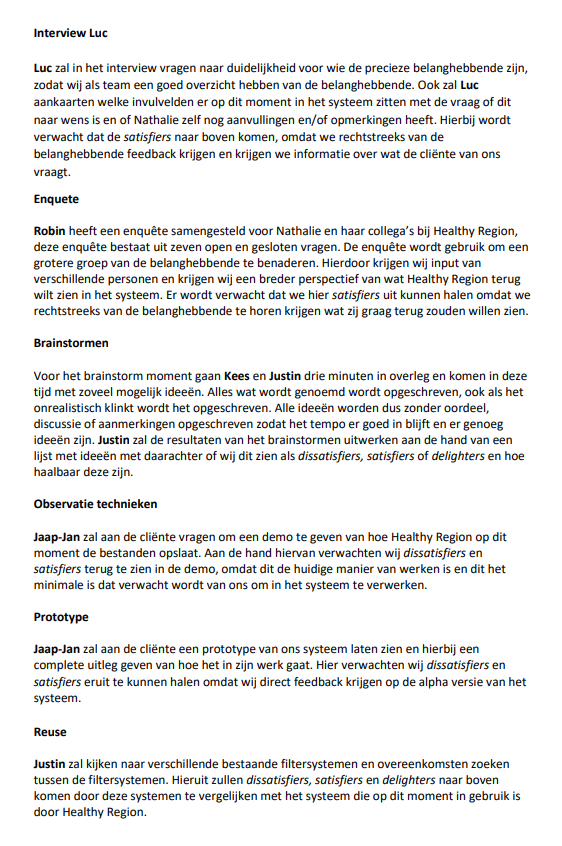 Interview Luc
Luc zal in het interview vragen naar duidelijkheid voor wie de precieze belanghebbende zijn,
zodat wij als team een goed overzicht hebben van de belanghebbende. Ook zal Luc
aankaarten welke invulvelden er op dit moment in het systeem zitten met de vraag of dit
naar wens is en of Nathalie zelf nog aanvullingen en/of opmerkingen heeft. Hierbij wordt
verwacht dat de satisfiers naar boven komen, omdat we rechtstreeks van de
belanghebbende feedback krijgen en krijgen we informatie over wat de cliënte van ons
vraagt.
Enquete
Robin heeft een enquête samengesteld voor Nathalie en haar collega’s bij Healthy Region,
deze enquête bestaat uit zeven open en gesloten vragen. De enquête wordt gebruik om een
grotere groep van de belanghebbende te benaderen. Hierdoor krijgen wij input van
verschillende personen en krijgen wij een breder perspectief van wat Healthy Region terug
wilt zien in het systeem. Er wordt verwacht dat we hier satisfiers uit kunnen halen omdat we
rechtstreeks van de belanghebbende te horen krijgen wat zij graag terug zouden willen zien.
Brainstormen
Voor het brainstorm moment gaan Kees en Justin drie minuten in overleg en komen in deze
tijd met zoveel mogelijk ideeën. Alles wat wordt genoemd wordt opgeschreven, ook als het
onrealistisch klinkt wordt het opgeschreven. Alle ideeën worden dus zonder oordeel,
discussie of aanmerkingen opgeschreven zodat het tempo er goed in blijft en er genoeg
ideeën zijn. Justin zal de resultaten van het brainstormen uitwerken aan de hand van een
lijst met ideeën met daarachter of wij dit zien als dissatisfiers, satisfiers of delighters en hoe
haalbaar deze zijn.
Observatie technieken
Jaap-Jan zal aan de cliënte vragen om een demo te geven van hoe Healthy Region op dit
moment de bestanden opslaat. Aan de hand hiervan verwachten wij dissatisfiers en
satisfiers terug te zien in de demo, omdat dit de huidige manier van werken is en dit het
minimale is dat verwacht wordt van ons om in het systeem te verwerken.
Prototype
Jaap-Jan zal aan de cliënte een prototype van ons systeem laten zien en hierbij een
complete uitleg geven van hoe het in zijn werk gaat. Hier verwachten wij dissatisfiers en
satisfiers eruit te kunnen halen omdat wij direct feedback krijgen op de alpha versie van het
systeem.
Reuse
Justin zal kijken naar verschillende bestaande filtersystemen en overeenkomsten zoeken
tussen de filtersystemen. Hieruit zullen dissatisfiers, satisfiers en delighters naar boven
komen door deze systemen te vergelijken met het systeem die op dit moment in gebruik is
door Healthy Region.